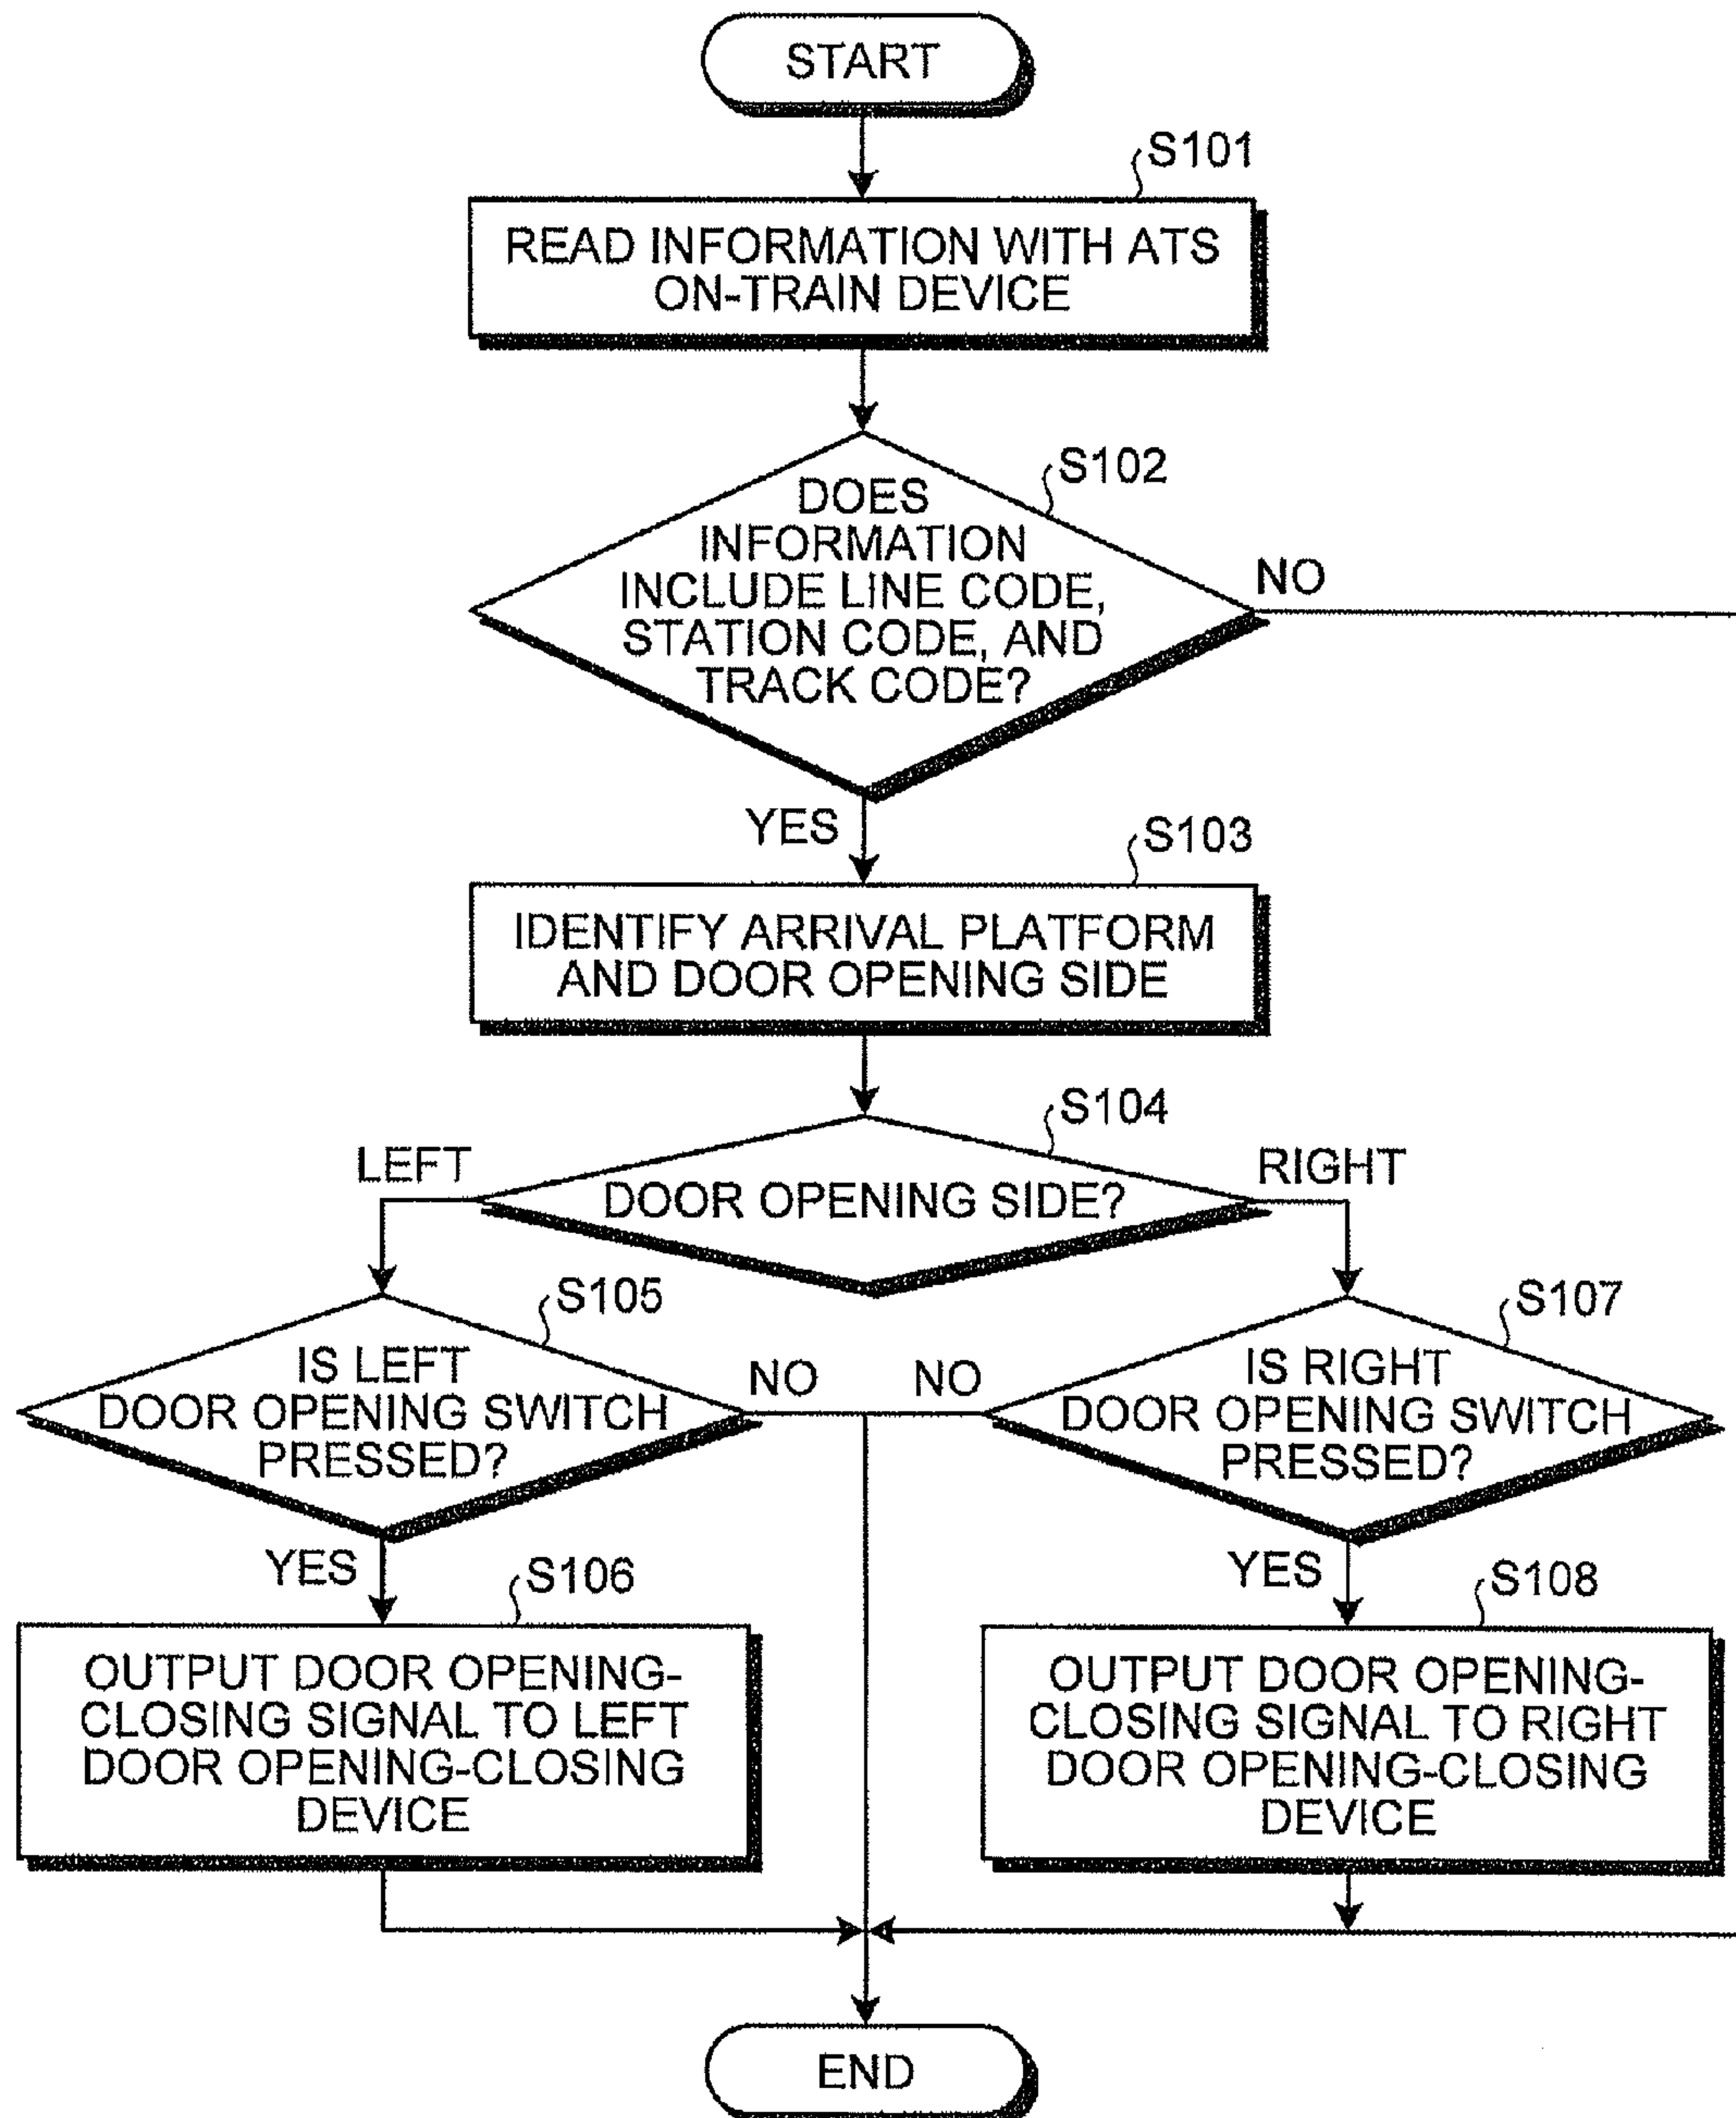 START
S101
READ INFORMATION WITH ATS
ON-TRAIN DEVICE
S102
DOES
INFORMATION
INCLUDE LINE CODE,
STATION CODE, AND
TRACK CODE?
NO
YES
S103
IDENTIFY ARRIVAL PLATFORM
AND DOOR OPENING SIDE
S104
LEFT
DOOR OPENING SIDE?
RIGHT
S105
IS LEFT
DOOR OPENING SWITCH
PRESSED?
NO
NO
S107
IS RIGHT
DOOR OPENING SWITCH
PRESSED?
YES
S106
OUTPUT DOOR OPENING-
CLOSING SIGNAL TO LEFT
DOOR OPENING-CLOSING
DEVICE
YES
S108
OUTPUT DOOR OPENING-
CLOSING SIGNAL TO RIGHT
DOOR OPENING-CLOSING
DEVICE
END